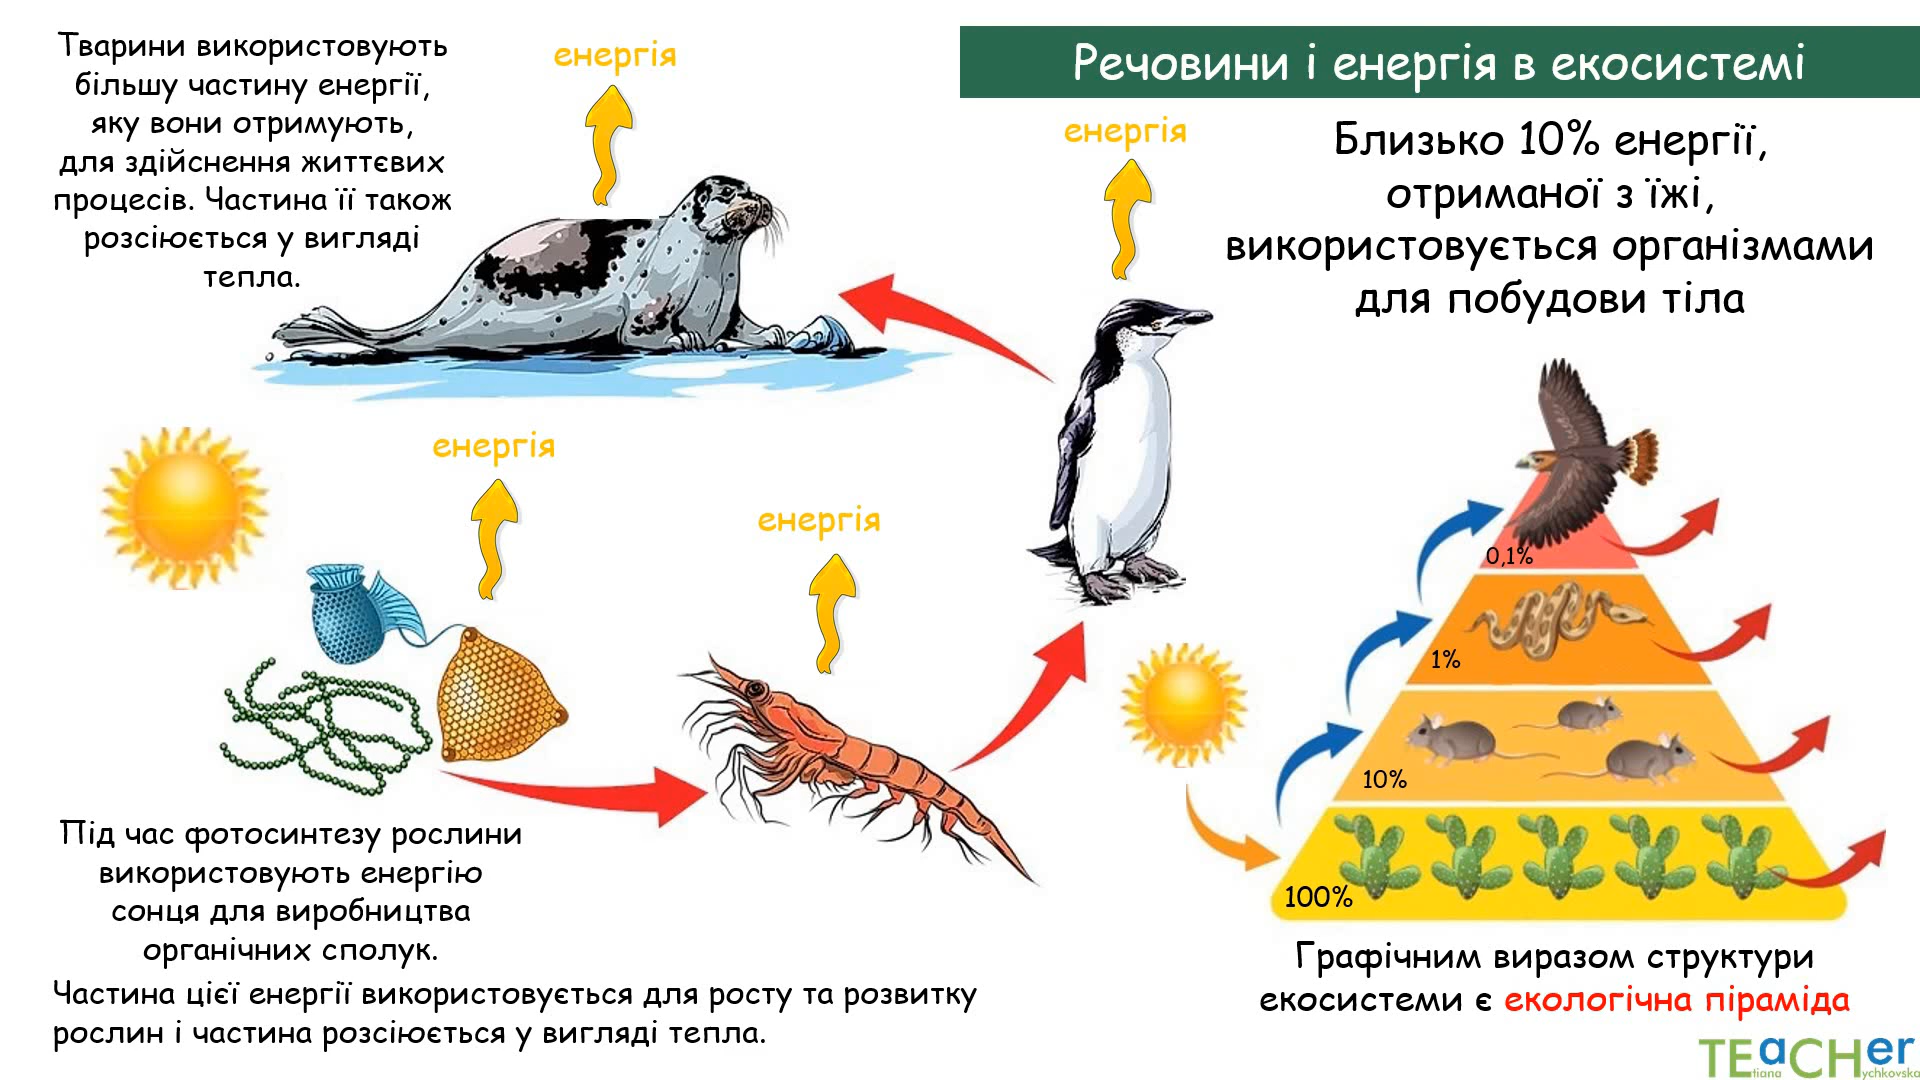 Тварини використовують
більшу частину енергії,
яку вони отримують,
для здійснення життєвих
процесів. Частина її також
розсіюється у вигляді
тепла.
енергія
Речовини і енергія в екосистемі
енергія
Близько 10% енергії,
отриманої з їжі,
використовується організмами
для побудови тіла
енергія
енергія
0,1%
1%
10%
100%
Під час фотосинтезу рослини
використовують енергію
сонця для виробництва
органічних сполук.
Частина цієї енергії використовується для росту та розвитку
рослин і частина розсіюється у вигляді тепла.
Графічним виразом структури
екосистеми є екологічна піраміда
TEaCHer
tiana ychkovska